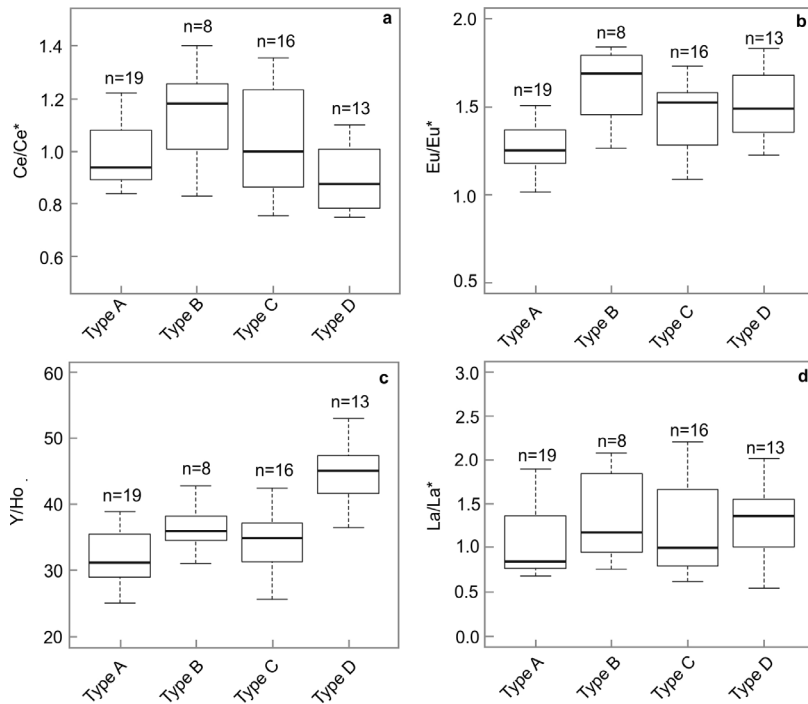 a
1.4
1.2
1.0
0.8
0.6
Ce/Ce*
n=19
n=8
n=16
n=13
Type A
Type B
Type C
Type D
b
2.0
1.5
1.0
0.5
Eu/Eu*
n=19
n=8
n=16
n=13
Type A
Type B
Type C
Type D
c
60
50
40
30
20
Y/Ho .
n=19
n=8
n=16
n=13
Type A
Type B
Type C
Type D
d
3.0
2.5
2.0
1.5
1.0
0.5
0.0
La/La*
n=19
n=8
n=16
n=13
Type A
Type B
Type C
Type D